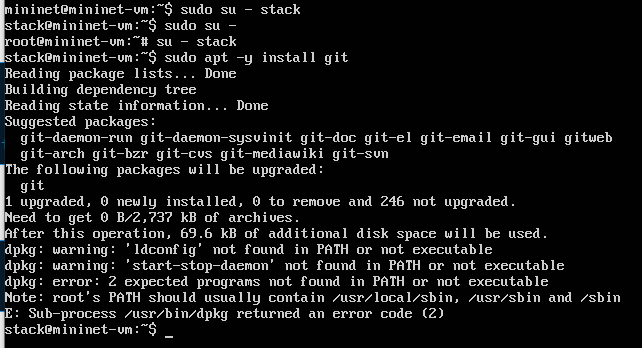 mininet@mininet-vm:~$ sudo su - stack
stack@mininet-vm:~$ sudo su -
root@mininet-vm:~# su - stack
stack@mininet-vm:~$ sudo apt -y install git
Reading package lists... Done
Building dependency tree
Reading state information... Done
Suggested packages:
  git-daemon-run git-daemon-sysvinit git-doc git-el git-email git-gui gitweb
  git-arch git-bzr git-cvs git-mediawiki git-svn
The following packages will be upgraded:
  git
1 upgraded, 0 newly installed, 0 to remove and 246 not upgraded.
Need to get 0 B/2,737 kB of archives.
After this operation, 69.6 kB of additional disk space will be used.
dpkg: warning: 'ldconfig' not found in PATH or not executable
dpkg: warning: 'start-stop-daemon' not found in PATH or not executable
dpkg: error: 2 expected programs not found in PATH or not executable
Note: root's PATH should usually contain /usr/local/sbin, /usr/sbin and /sbin
E: Sub-process /usr/bin/dpkg returned an error code (2)
stack@mininet-vm:~$ _